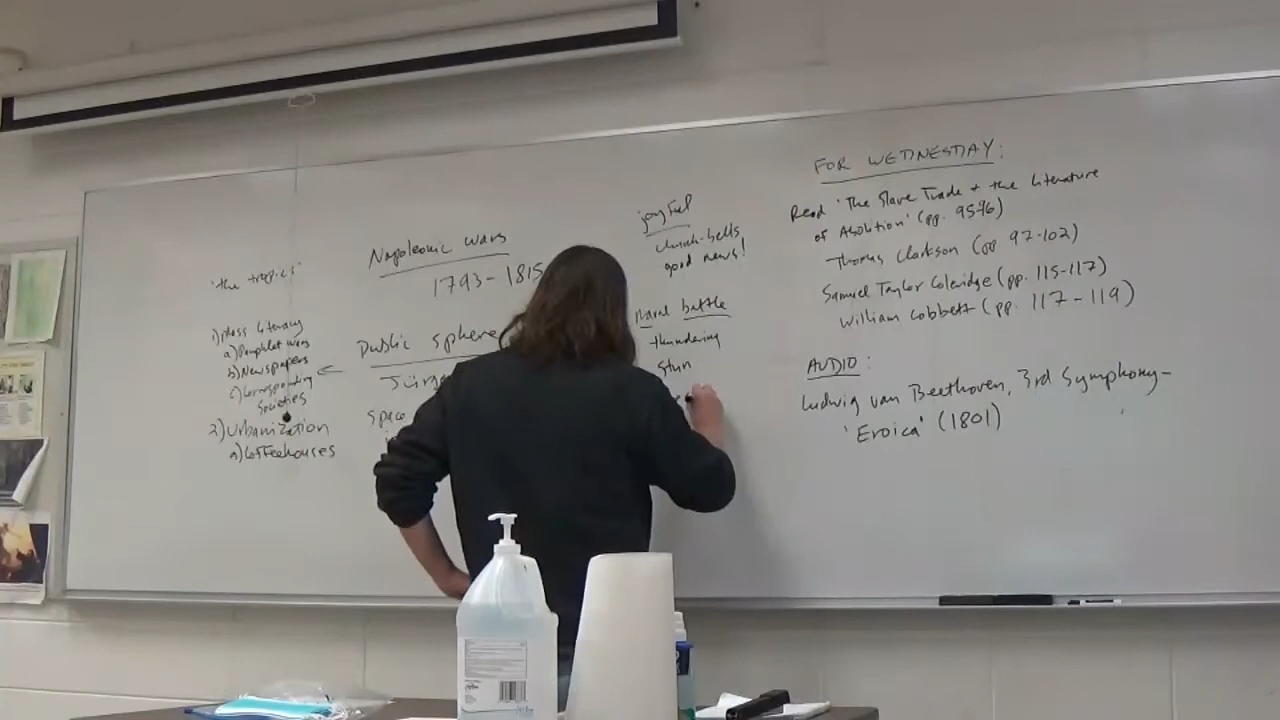 'the tropics'
1) Mass Literacy
a) Pamphlet wars
b) Newspapers
c) Corresponding
Societies
2) Urbanization
a) Coffeehouses
Napoleonic Wars
1793-1815
Public sphere
Jürge
space
joyful
church-bells
good news!
Naval battle
thundering
stun
FOR WEDNESDAY:
Read 'The Slave Trade + the Literature
of Abolition' (pp. 95-96)
Thomas Clarkson (pp 97-102)
Samuel Taylor Coleridge (pp. 115-117)
William Cobbett (pp. 117-119)
AUDIO:
Ludwig van Beethoven, 3rd Symphony-
'Eroica' (1801)